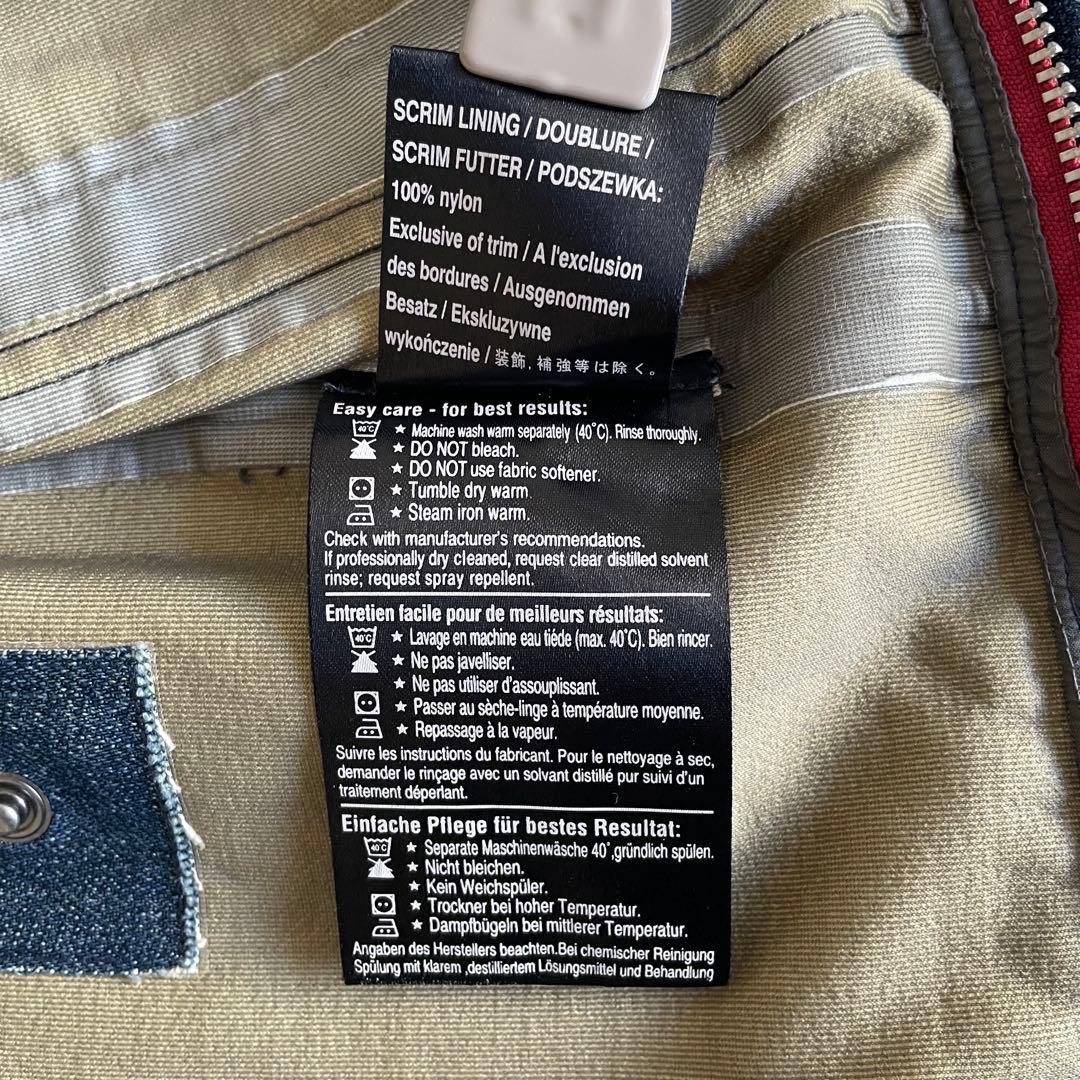 SCRIM LINING / DOUBLURE /
SCRIM FUTTER / PODSZEWKA:
100% nylon
Exclusive of trim / A l'exclusion
des bordures / Ausgenommen
Besatz / Ekskluzywne
wykończenie / 装飾, 補強等は除く。
Easy care - for best results:
40°C ★ Machine wash warm separately (40°C). Rinse thoroughly.
★ DO NOT bleach.
★ DO NOT use fabric softener.
★ Tumble dry warm
★ Steam iron warm.
Check with manufacturer's recommendations.
If professionally dry cleaned, request clear distilled solvent
rinse; request spray repellent.
Entretien facile pour de meilleurs résultats:
40°C ★ Lavage en machine eau tiéde (max. 40°C). Bien rincer.
★ Ne pas javelliser.
★ Ne pas utiliser d'assouplissant.
★ Passer au sèche-linge à température moyenne.
★ Repassage à la vapeur.
Suivre les instructions du fabricant. Pour le nettoyage à sec,
demander le rinçage avec un solvant distillé pur suivi d'un
traitement déperlant.
Einfache Pflege für bestes Resultat:
40°C ★ Separate Maschinenwäsche 40°,gründlich spülen.
★ Nicht bleichen.
★ Kein Weichspüler.
★ Trockner bei hoher Temperatur.
★ Dampfbügeln bei mittlerer Temperatur.
Angaben des Herstellers beachten.Bei chemischer Reinigung
Spülung mit klarem ,destilliertem Lösungsmittel und Behandlung